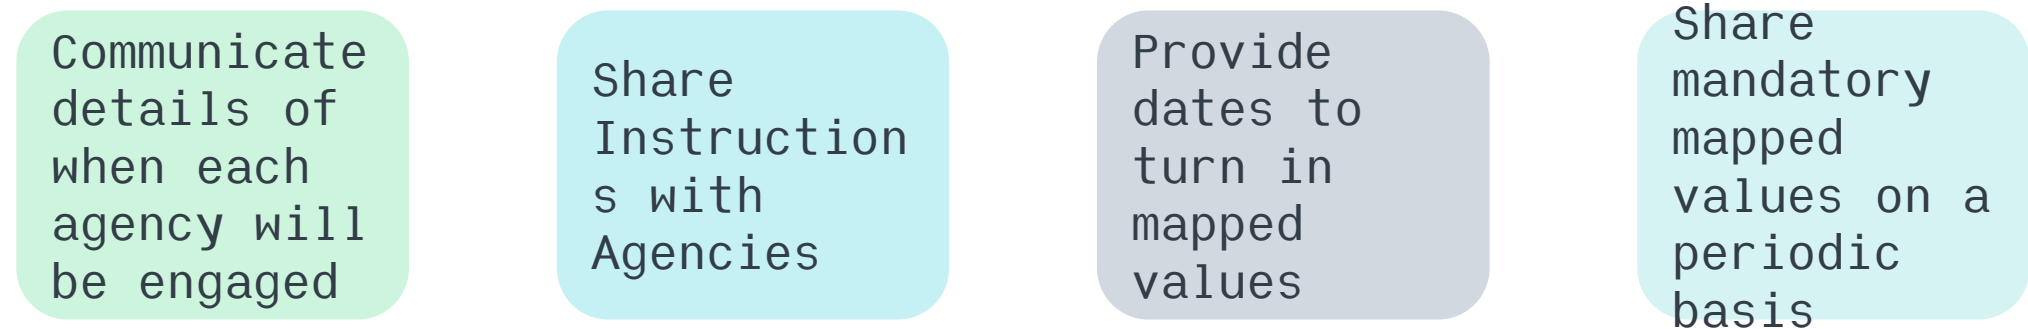 Communicate
details of
when each
agency will
be engaged
Share
Instruction
s with
Agencies
Provide
dates to
turn in
mapped
values
Share
mandatory
mapped
values on a
periodic
basis